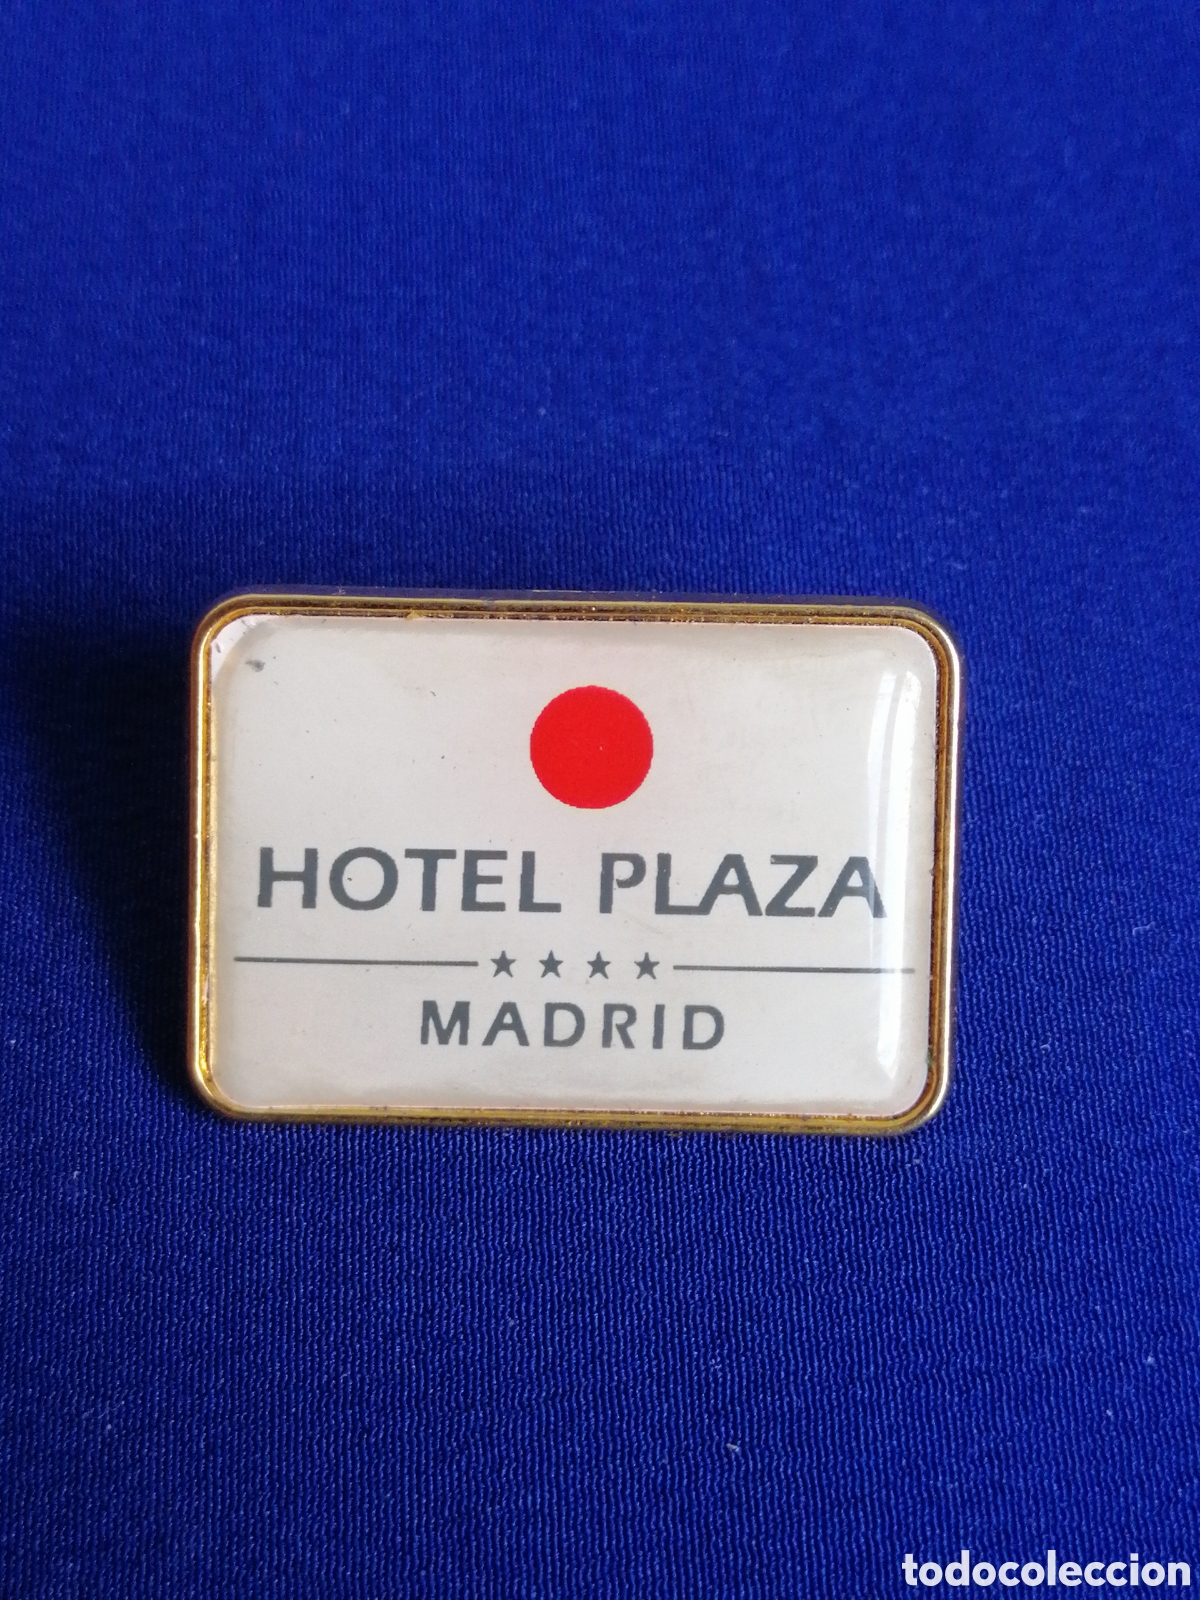 HOTEL PLAZA
★★★★
MADRID
todocoleccion